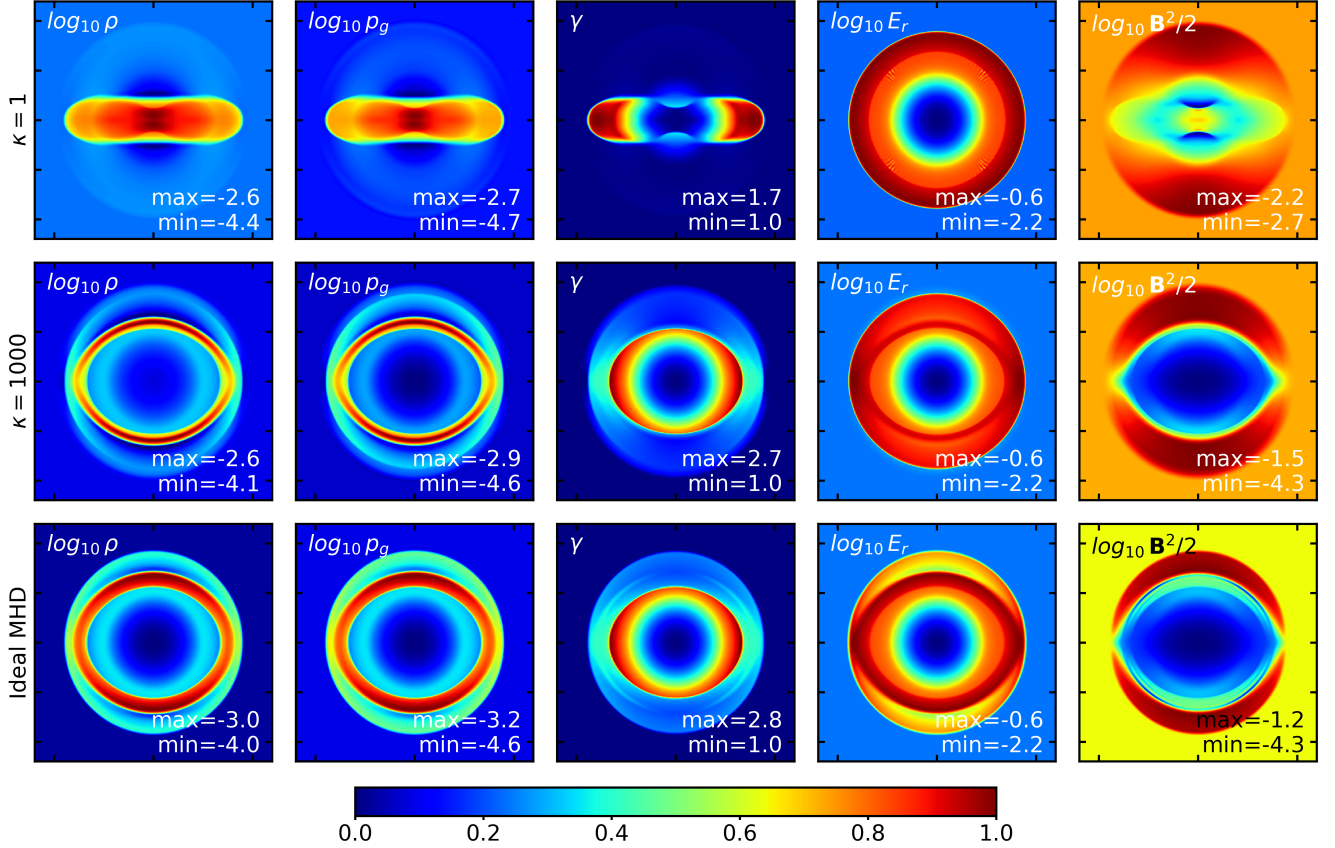 log₁₀ ρ
max=-2.6
min=-4.4
log₁₀ p_g
max=-2.7
min=-4.7
γ
max=1.7
min=1.0
log₁₀ E_r
max=-0.6
min=-2.2
log₁₀ B²/2
max=-2.2
min=-2.7
κ = 1
log₁₀ ρ
max=-2.6
min=-4.1
log₁₀ p_g
max=-2.9
min=-4.6
γ
max=2.7
min=1.0
log₁₀ E_r
max=-0.6
min=-2.2
log₁₀ B²/2
max=-1.5
min=-4.3
κ = 1000
log₁₀ ρ
max=-3.0
min=-4.0
log₁₀ p_g
max=-3.2
min=-4.6
γ
max=2.8
min=1.0
log₁₀ E_r
max=-0.6
min=-2.2
log₁₀ B²/2
max=-1.2
min=-4.3
Ideal MHD
0.0 0.2 0.4 0.6 0.8 1.0